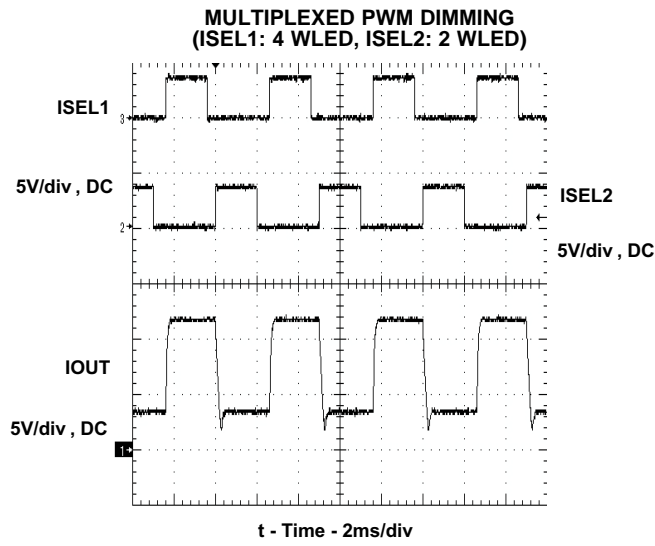 MULTIPLEXED PWM DIMMING
(ISEL1: 4 WLED, ISEL2: 2 WLED)
ISEL1
3
5V/div , DC
ISEL2
2
5V/div , DC
IOUT
5V/div , DC
1
t - Time - 2ms/div